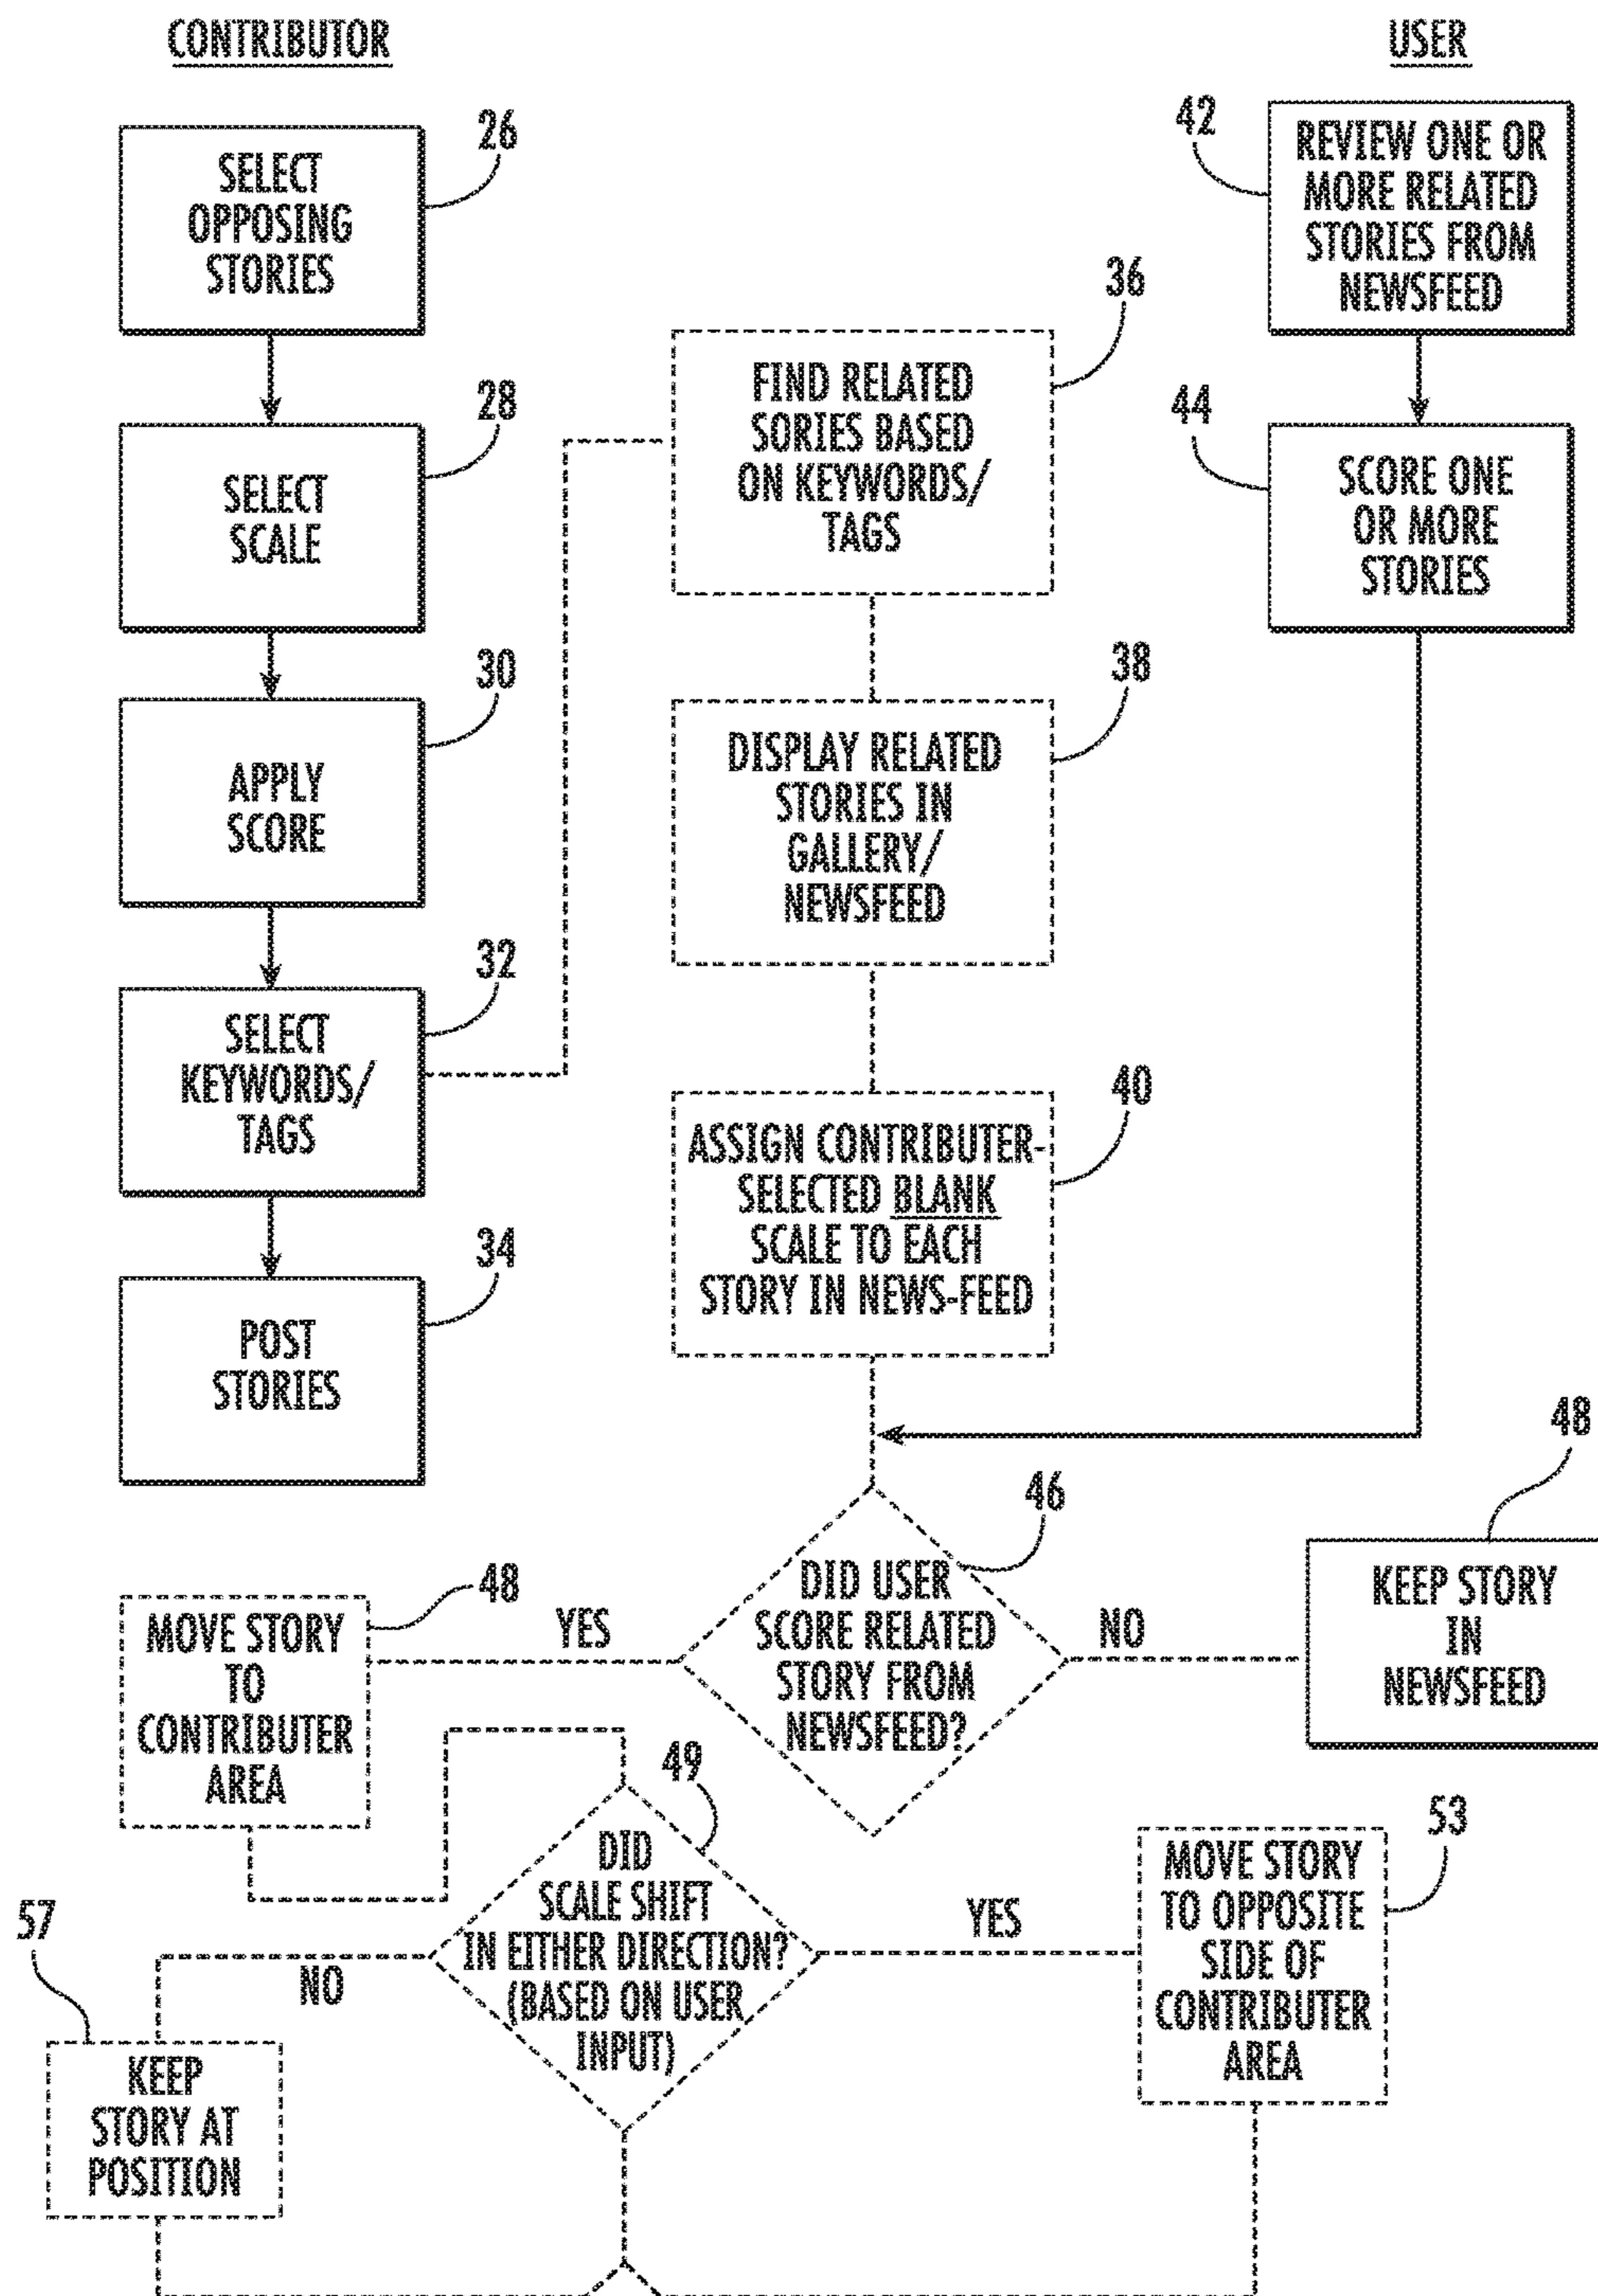 CONTRIBUTOR
26
SELECT
OPPOSING
STORIES
28
SELECT
SCALE
30
APPLY
SCORE
32
SELECT
KEYWORDS/
TAGS
34
POST
STORIES
36
FIND RELATED
SORIES BASED
ON KEYWORDS/
TAGS
38
DISPLAY RELATED
STORIES IN
GALLERY/
NEWSFEED
40
ASSIGN CONTRIBUTER-
SELECTED BLANK
SCALE TO EACH
STORY IN NEWS-FEED
USER
42
REVIEW ONE OR
MORE RELATED
STORIES FROM
NEWSFEED
44
SCORE ONE
OR MORE
STORIES
46
DID USER
SCORE RELATED
STORY FROM
NEWSFEED?
NO
48
KEEP STORY
IN
NEWSFEED
YES
48
MOVE STORY
TO
CONTRIBUTER
AREA
49
DID
SCALE SHIFT
IN EITHER DIRECTION?
(BASED ON USER
INPUT)
YES
53
MOVE STORY
TO OPPOSITE
SIDE OF
CONTRIBUTER
AREA
NO
57
KEEP
STORY AT
POSITION